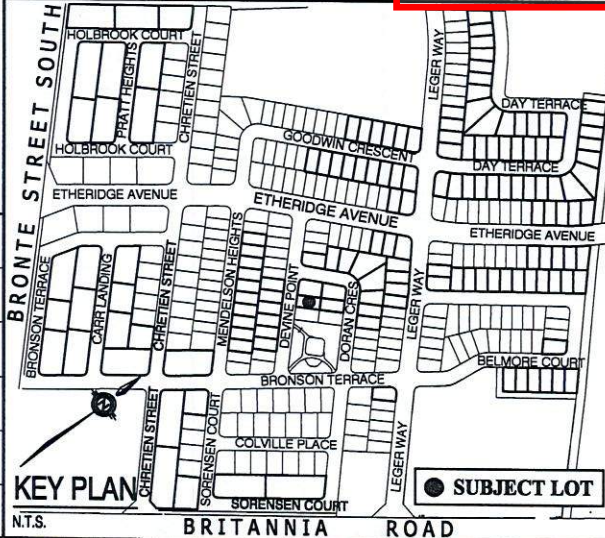 HOLBROOK COURT
BRONTE STREET SOUTH
PRATT HEIGHTS
CHRETIEN STREET
LEGER WAY
DAY TERRACE
GOODWIN CRESCENT
HOLBROOK COURT
DAY TERRACE
ETHERIDGE AVENUE
ETHERIDGE AVENUE
ETHERIDGE AVENUE
BRONSON TERRACE
CARR LANDING
CHRETIEN STREET
MENDELSON HEIGHTS
DEVINE POINT
DORAN CRES
LEGER WAY
BELMORE COURT
BRONSON TERRACE
N
CHRETIEN STREET
SORENSEN COURT
COLVILLE PLACE
LEGER WAY
KEY PLAN
SUBJECT LOT
SORENSEN COURT
N.T.S.
BRITANNIA ROAD